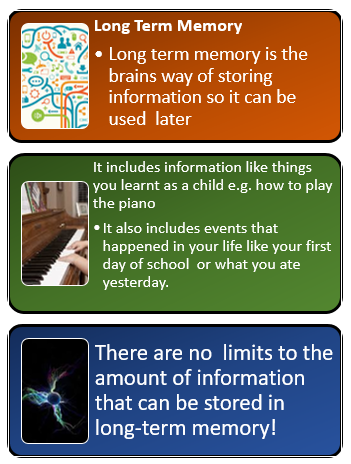 Long Term Memory
• Long term memory is the
brains way of storing
information so it can be
used  later
It includes information like things
you learnt as a child e.g. how to play
the piano
•It also includes events that
happened in your life like your first
day of school  or what you ate
yesterday.
There are no  limits to the
amount of information
that can be stored in
long-term memory!